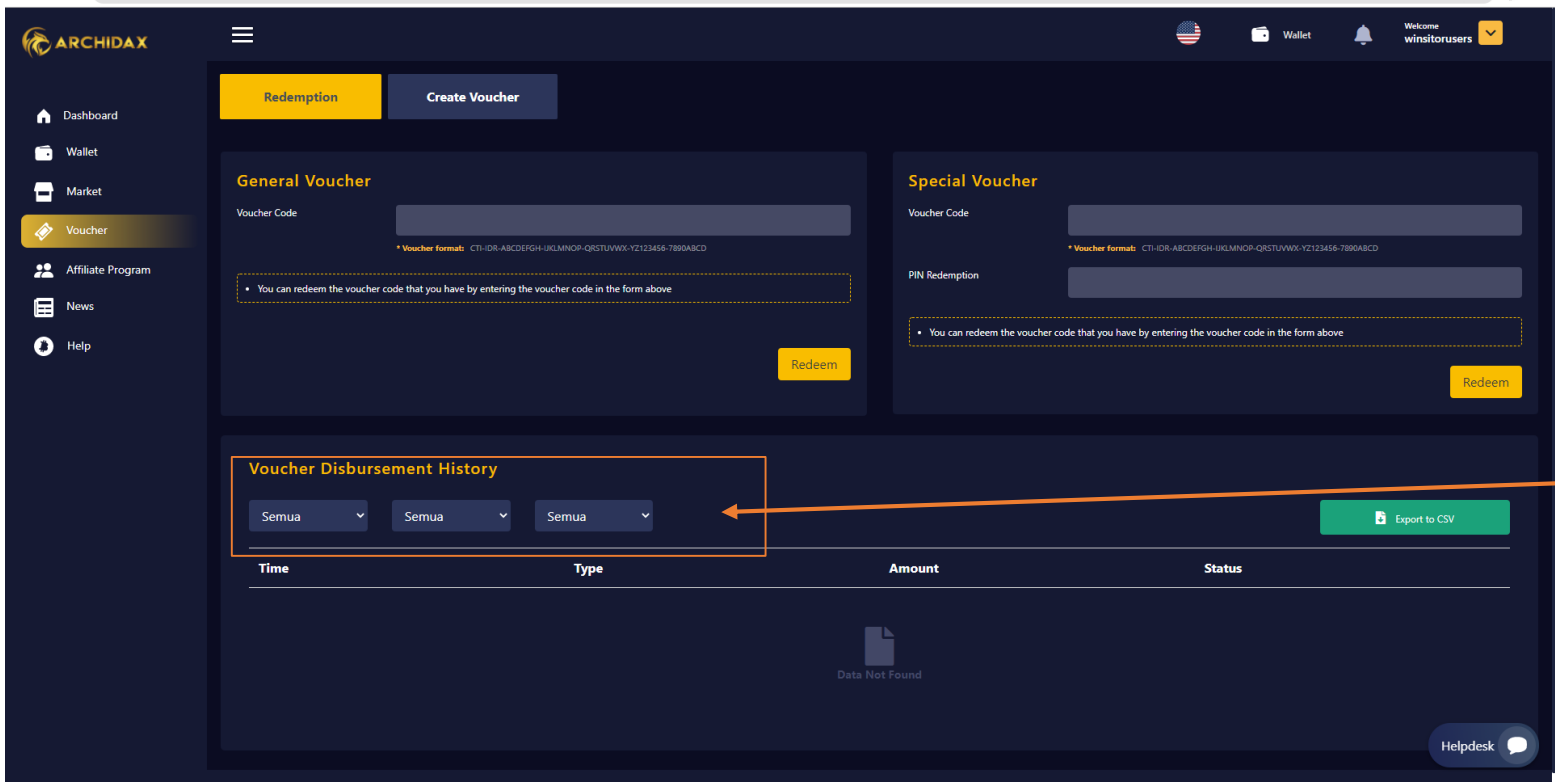 ARCHIDAX
Wallet
Welcome
winsitorusers
Dashboard
Wallet
Market
Voucher
Affiliate Program
News
Help
Redemption
Create Voucher
General Voucher
Voucher Code
* Voucher format: CTI-IDR-ABCDEFGH-IJKLMNOP-QRSTUVWX-YZ123456-7890ABCD
• You can redeem the voucher code that you have by entering the voucher code in the form above
Redeem
Special Voucher
Voucher Code
* Voucher format: CTI-IDR-ABCDEFGH-IJKLMNOP-QRSTUVWX-YZ123456-7890ABCD
PIN Redemption
• You can redeem the voucher code that you have by entering the voucher code in the form above
Redeem
Voucher Disbursement History
Semua Semua Semua
Export to CSV
Time Type Amount Status
Data Not Found
Helpdesk